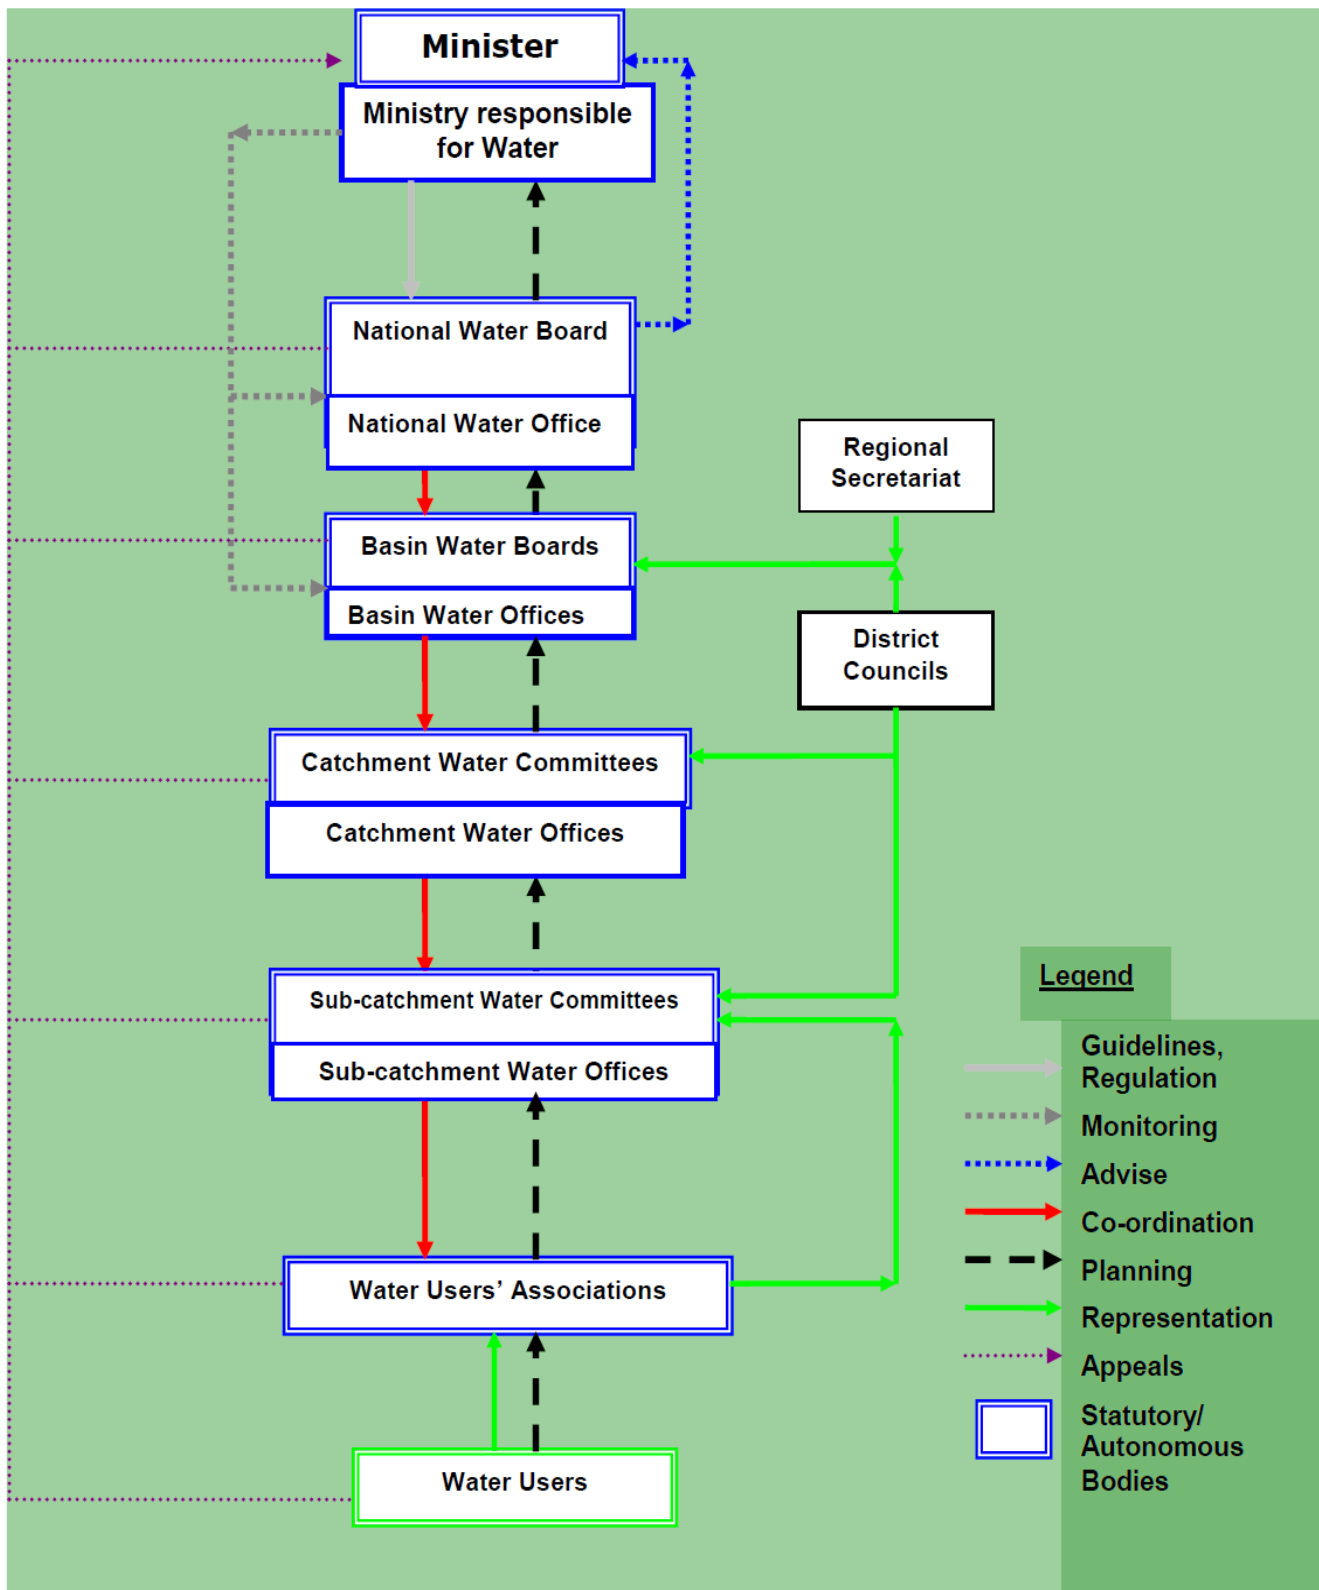 Minister
Ministry responsible
for Water
National Water Board
National Water Office
Regional
Secretariat
Basin Water Boards
Basin Water Offices
District
Councils
Catchment Water Committees
Catchment Water Offices
Sub-catchment Water Committees
Sub-catchment Water Offices
Water Users’ Associations
Water Users
Legend
Guidelines,
Regulation
Monitoring
Advise
Co-ordination
Planning
Representation
Appeals
Statutory/
Autonomous
Bodies